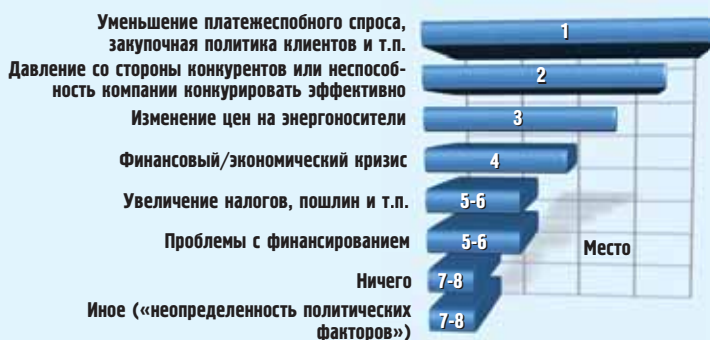 Уменьшение платежеспобного спроса,
закупочная политика клиентов и т.п.
1
Давление со стороны конкурентов или неспособ-
ность компании конкурировать эффективно
2
Изменение цен на энергоносители
3
Финансовый/экономический кризис
4
Увеличение налогов, пошлин и т.п.
5-6
Проблемы с финансированием
5-6
Место
Ничего
7-8
Иное («неопределенность политических
факторов»)
7-8